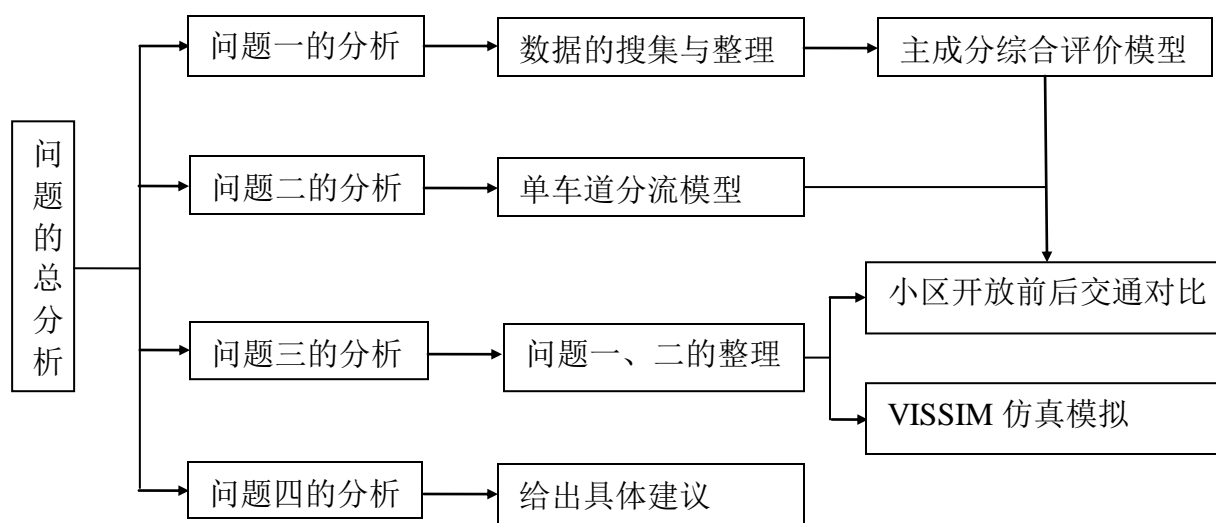 问题的总分析
问题一的分析
数据的搜集与整理
主成分综合评价模型
问题二的分析
单车道分流模型
小区开放前后交通对比
问题三的分析
问题一、二的整理
VISSIM 仿真模拟
问题四的分析
给出具体建议